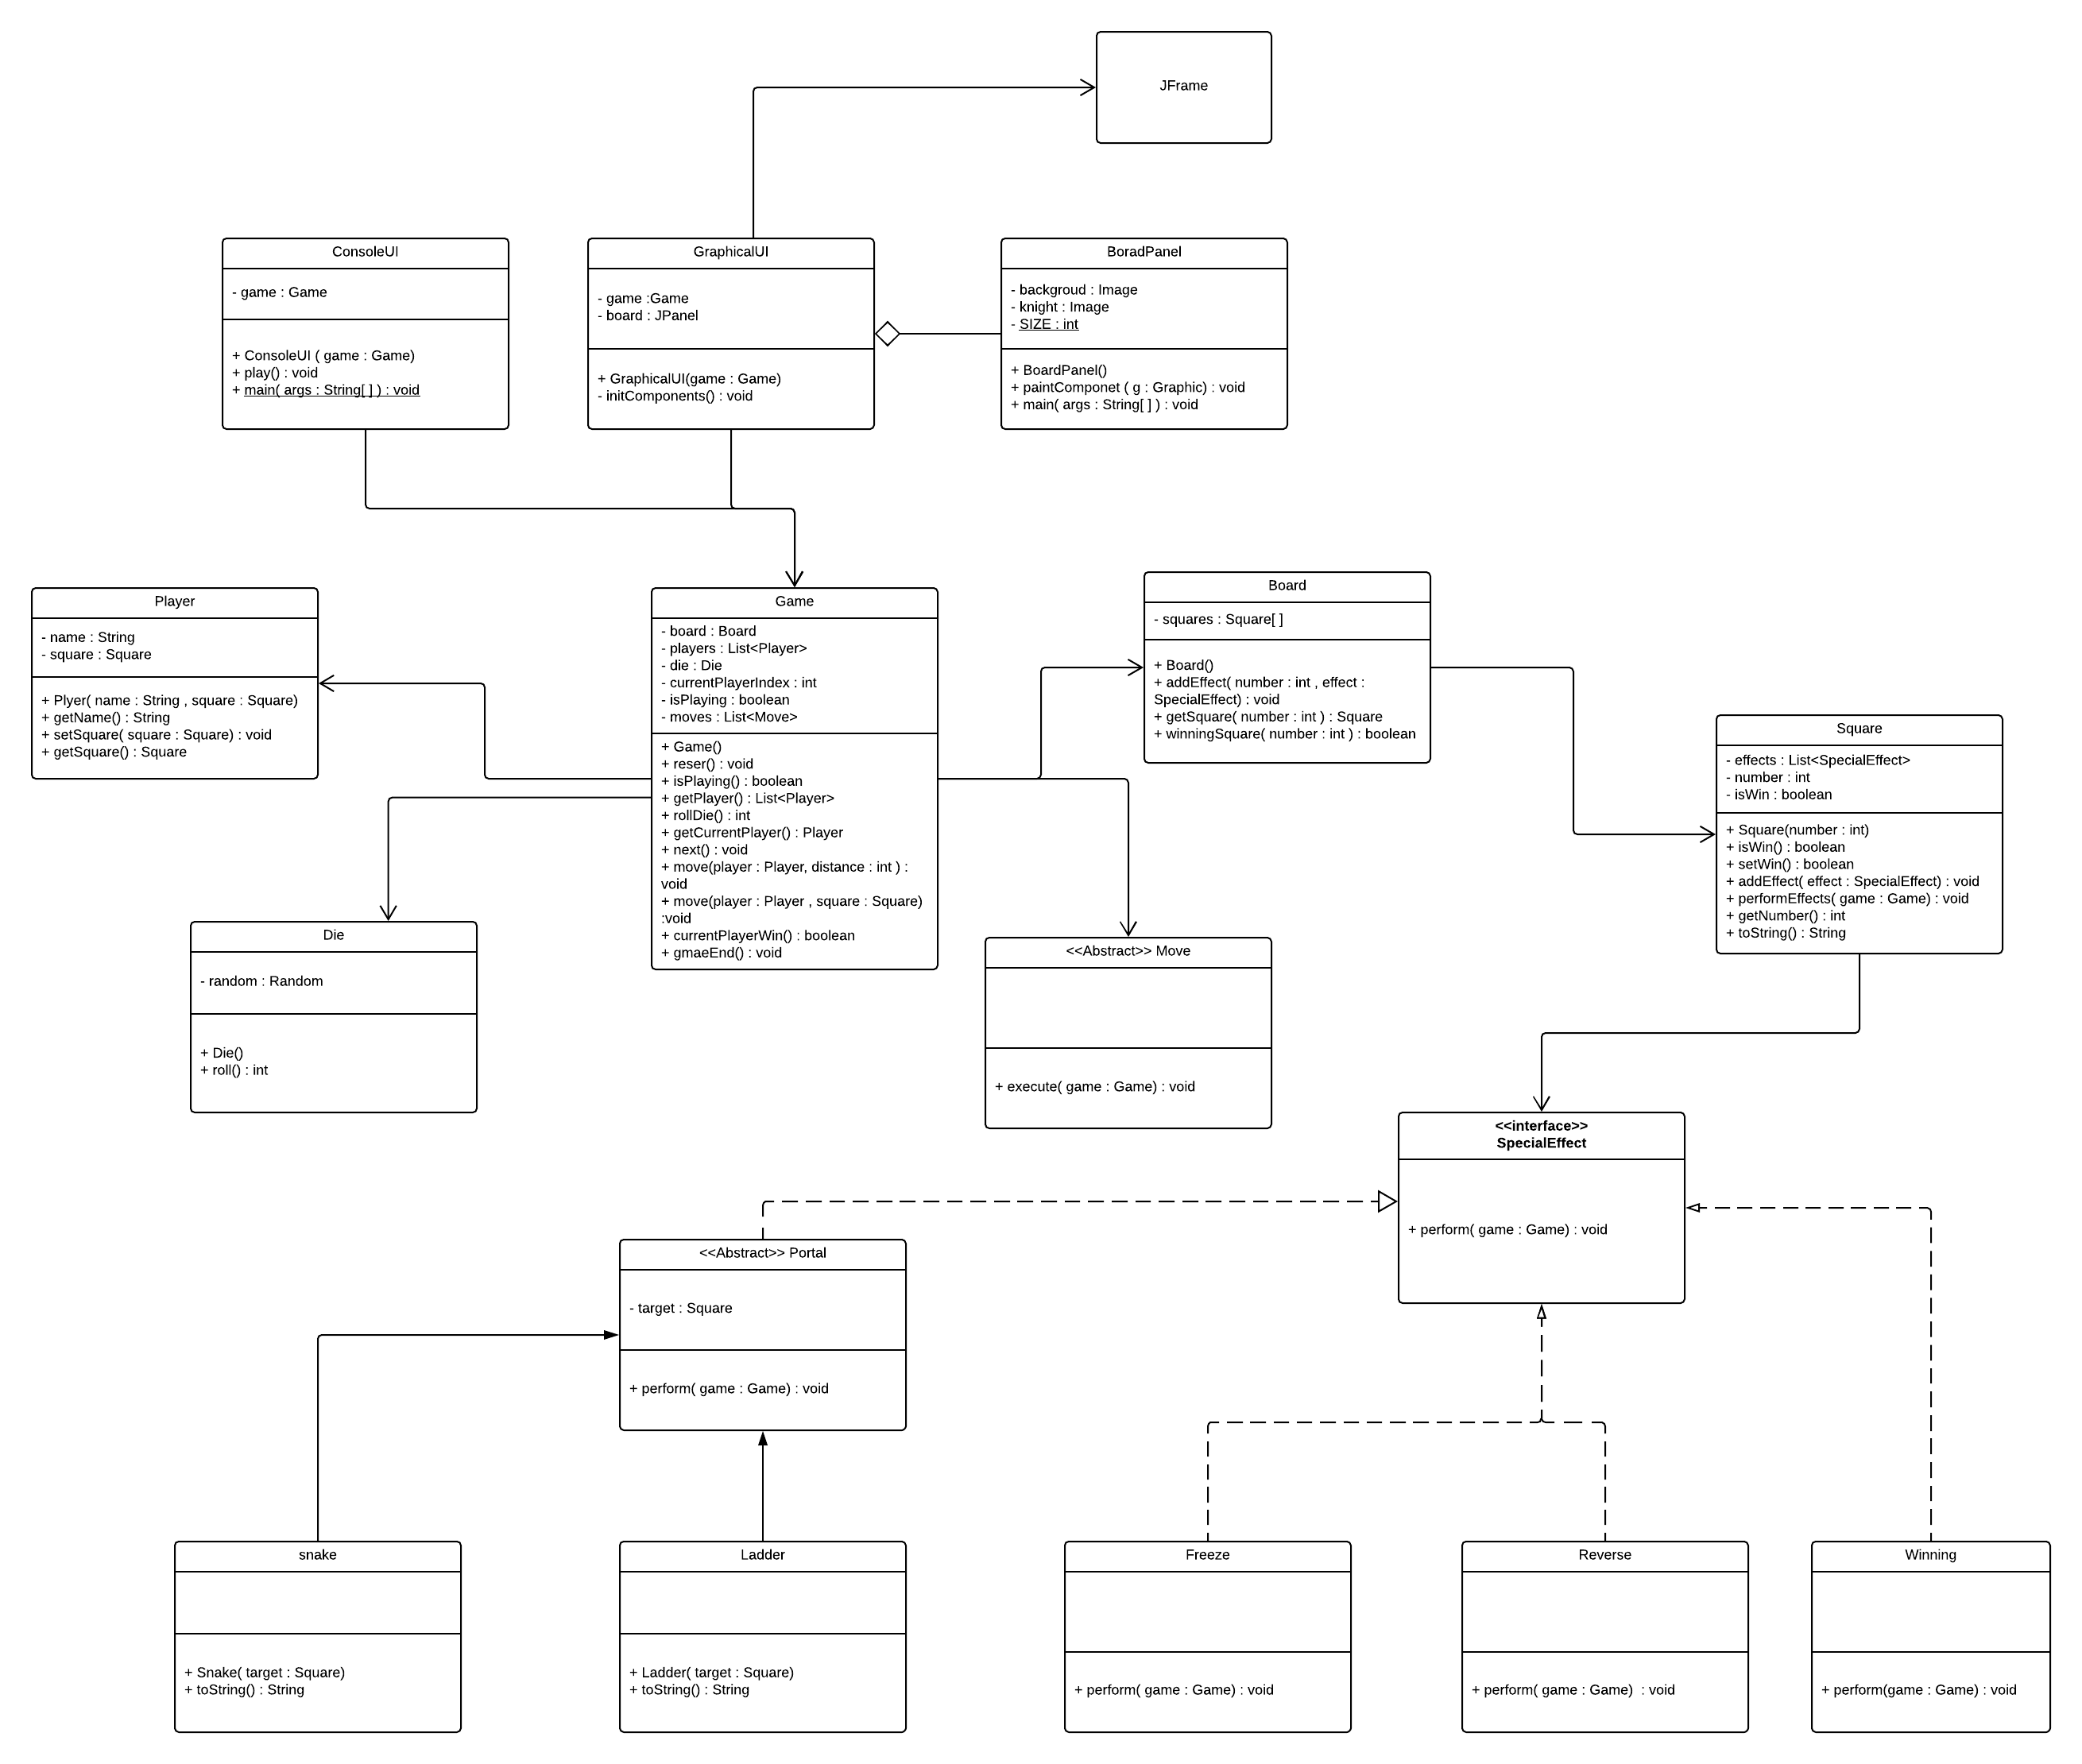 JFrame
ConsoleUI
- game : Game
+ ConsoleUI ( game : Game)
+ play() : void
+ main( args : String[ ] ) : void
GraphicalUI
- game :Game
- board : JPanel
+ GraphicalUI(game : Game)
- initComponents() : void
BoradPanel
- backgroud : Image
- knight : Image
- SIZE : int
+ BoardPanel()
+ paintComponet ( g : Graphic) : void
+ main( args : String[ ] ) : void
Player
- name : String
- square : Square
+ Plyer( name : String , square : Square)
+ getName() : String
+ setSquare( square : Square) : void
+ getSquare() : Square
Game
- board : Board
- players : List<Player>
- die : Die
- currentPlayerIndex : int
- isPlaying : boolean
- moves : List<Move>
+ Game()
+ reser() : void
+ isPlaying() : boolean
+ getPlayer() : List<Player>
+ rollDie() : int
+ getCurrentPlayer() : Player
+ next() : void
+ move(player : Player, distance : int ) :
void
+ move(player : Player , square : Square)
:void
+ currentPlayerWin() : boolean
+ gmaeEnd() : void
Board
- squares : Square[ ]
+ Board()
+ addEffect( number : int , effect :
SpecialEffect) : void
+ getSquare( number : int ) : Square
+ winningSquare( number : int ) : boolean
Square
- effects : List<SpecialEffect>
- number : int
- isWin : boolean
+ Square(number : int)
+ isWin() : boolean
+ setWin() : boolean
+ addEffect( effect : SpecialEffect) : void
+ performEffects( game : Game) : void
+ getNumber() : int
+ toString() : String
Die
- random : Random
+ Die()
+ roll() : int
<<Abstract>> Move
+ execute( game : Game) : void
<<interface>>
SpecialEffect
+ perform( game : Game) : void
<<Abstract>> Portal
- target : Square
+ perform( game : Game) : void
snake
+ Snake( target : Square)
+ toString() : String
Ladder
+ Ladder( target : Square)
+ toString() : String
Freeze
+ perform( game : Game) : void
Reverse
+ perform( game : Game)  : void
Winning
+ perform(game : Game) : void